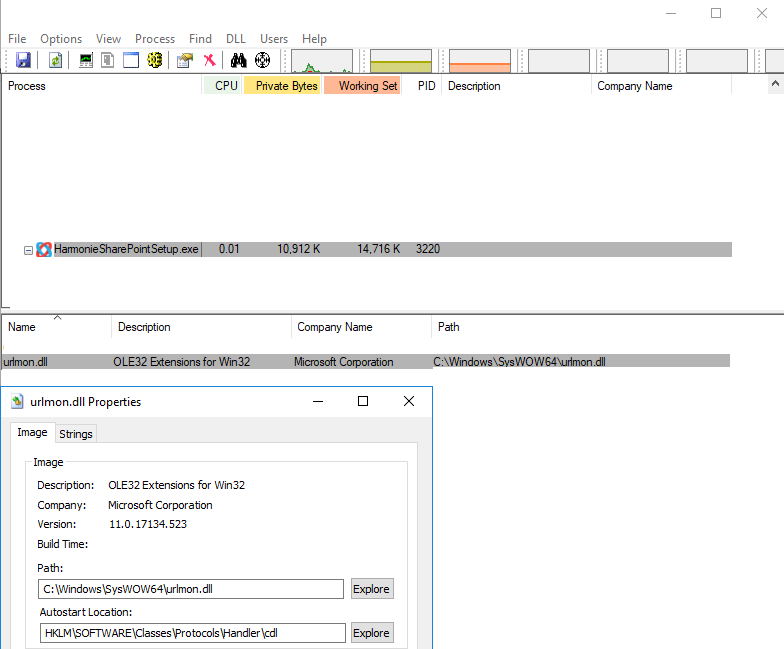 File Options View Process Find DLL Users Help
Process CPU Private Bytes Working Set PID Description Company Name
HarmonieSharePointSetup.exe 0.01 10,912 K 14,716 K 3220
Name Description Company Name Path
urlmon.dll OLE32 Extensions for Win32 Microsoft Corporation C:\Windows\SysWOW64\urlmon.dll
urlmon.dll Properties
Image Strings
Image
Description: OLE32 Extensions for Win32
Company: Microsoft Corporation
Version: 11.0.17134.523
Build Time:
Path:
C:\Windows\SysWOW64\urlmon.dll Explore
Autostart Location:
HKLM\SOFTWARE\Classes\Protocols\Handler\cdl Explore